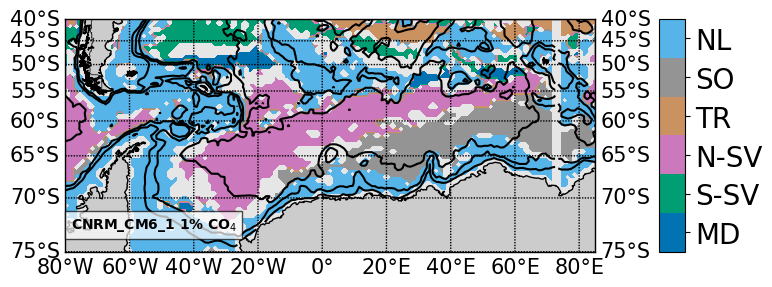 40°S 40°S
45°S 45°S
50°S 50°S
55°S 55°S
60°S 60°S
65°S 65°S
70°S 70°S
75°S 75°S
CNRM_CM6_1 1% CO₄
80°W 60°W 40°W 20°W 0° 20°E 40°E 60°E 80°E
NL
SO
TR
N-SV
S-SV
MD